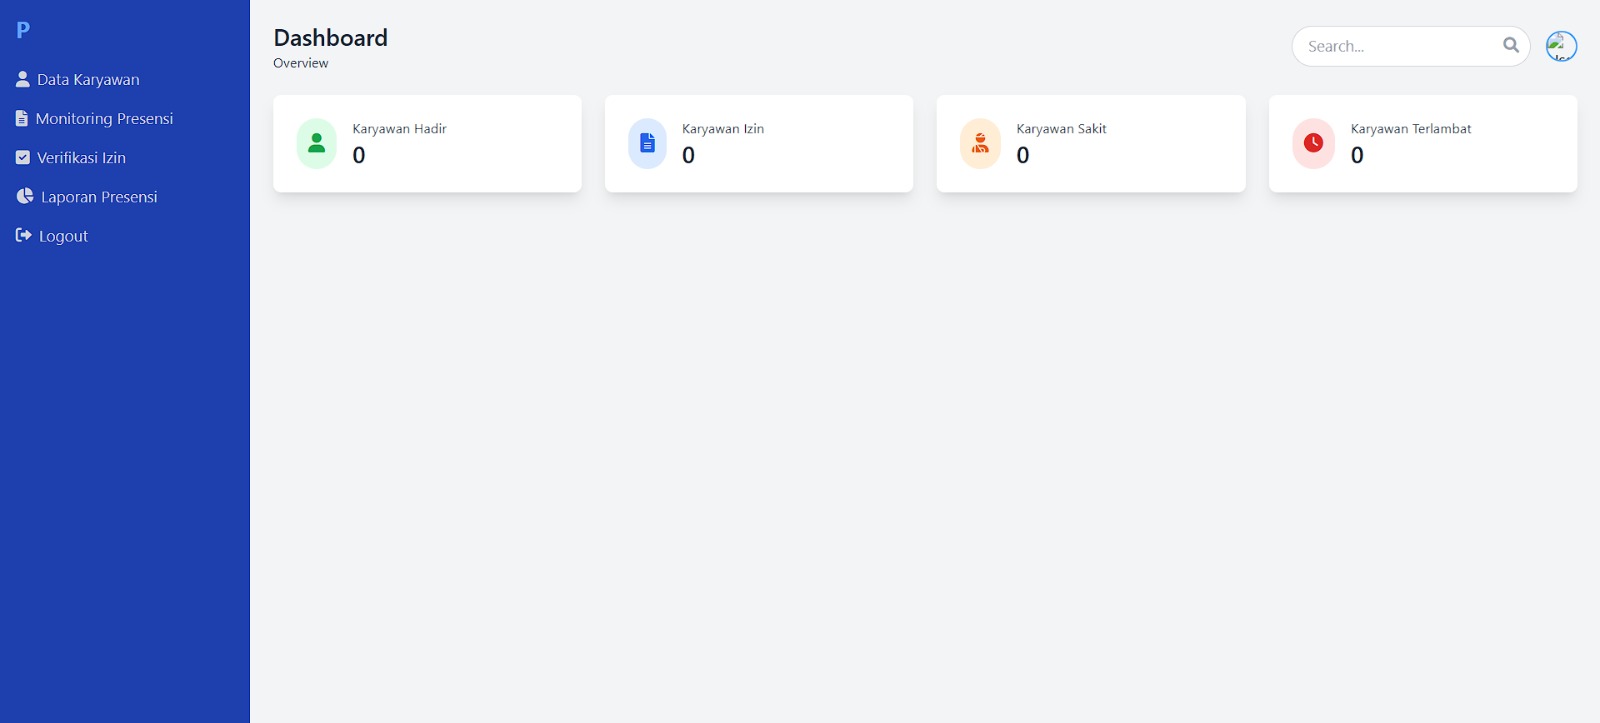 P
Data Karyawan
Monitoring Presensi
Verifikasi Izin
Laporan Presensi
Logout
Dashboard
Overview
Search...
Karyawan Hadir
0
Karyawan Izin
0
Karyawan Sakit
0
Karyawan Terlambat
0